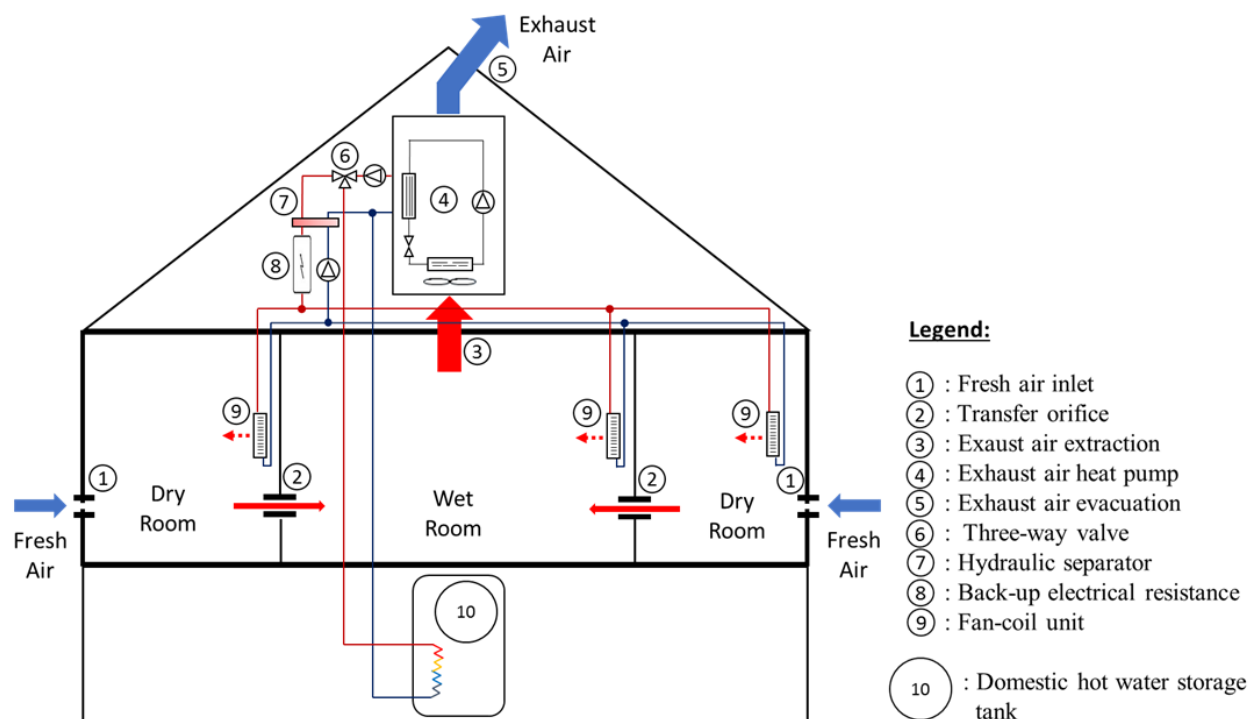 Exhaust
Air
5
6
7
4
8
3
9
9
9
1
2
2
1
Dry
Room
Wet
Room
Dry
Room
Fresh
Air
Fresh
Air
10
Legend:
1 : Fresh air inlet
2 : Transfer orifice
3 : Exaust air extraction
4 : Exhaust air heat pump
5 : Exhaust air evacuation
6 : Three-way valve
7 : Hydraulic separator
8 : Back-up electrical resistance
9 : Fan-coil unit
10 : Domestic hot water storage
tank